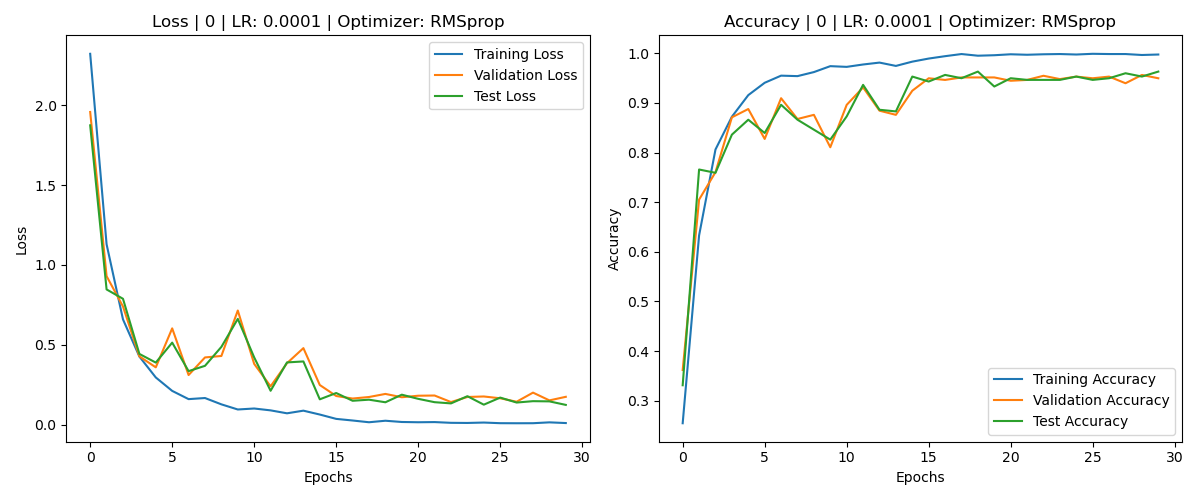 Loss | 0 | LR: 0.0001 | Optimizer: RMSprop
Training Loss
Validation Loss
Test Loss
2.0
1.5
1.0
0.5
0.0
Loss
0 5 10 15 20 25 30
Epochs
Accuracy | 0 | LR: 0.0001 | Optimizer: RMSprop
1.0
0.9
0.8
0.7
0.6
0.5
0.4
0.3
Accuracy
Training Accuracy
Validation Accuracy
Test Accuracy
0 5 10 15 20 25 30
Epochs